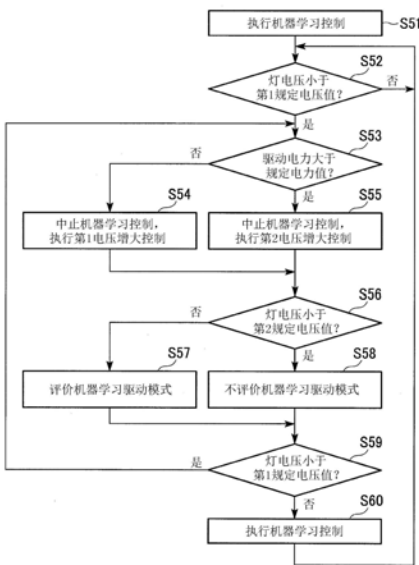 执行机器学习控制
S51
S52
灯电压小于
第1规定电压值?
否
是
S53
否
驱动电力大于
规定电力值?
S54
是
S55
中止机器学习控制,
执行第1电压增大控制
中止机器学习控制,
执行第2电压增大控制
S56
否
灯电压小于
第2规定电压值?
S57
是
S58
评价机器学习驱动模式
不评价机器学习驱动模式
S59
是
灯电压小于
第1规定电压值?
否
S60
执行机器学习控制